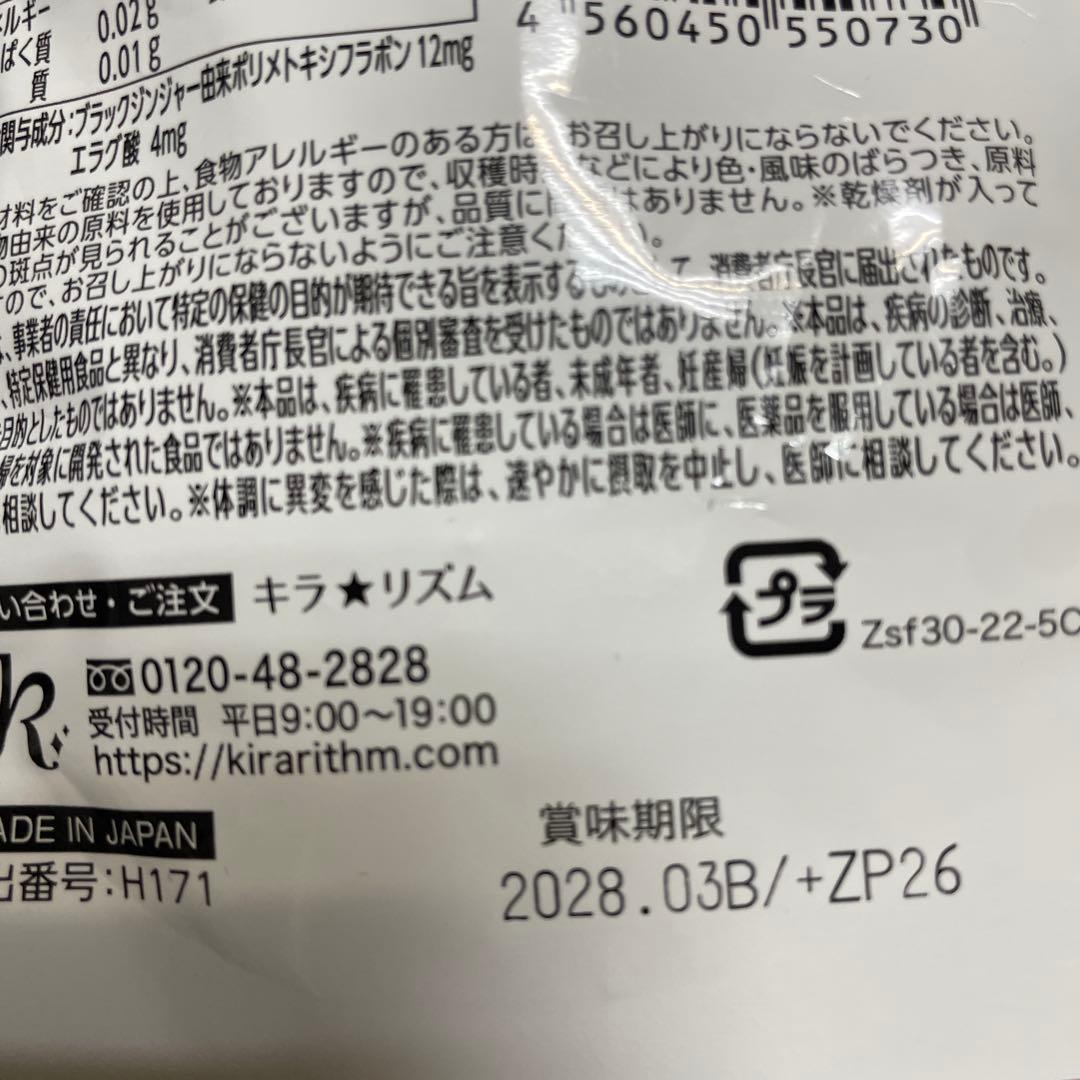 ルギー 0.02g
ぱく質 0.01g
質
関与成分:ブラックジンジャー由来ポリメトキシフラボン 12mg
エラグ酸 4mg
4 560450 550730
材料をご確認の上、食物アレルギーのある方は お召し上がりにならないでください。
物由来の原料を使用しておりますので、収穫時 などにより色・風味のばらつき、原料
の斑点が見られることがございますが、品質に はありません。※乾燥剤が入って
すので、お召し上がりにならないようにご注意く 。
、事業者の責任において特定の保健の目的が期待できる旨を表示するもの て、消費者庁長官に届出されたものです。
、特定保健用食品と異なり、消費者庁長官による個別審査を受けたものではありません。※本品は、疾病の診断、治療、
目的としたものではありません。※本品は、疾病に罹患している者、未成年者、妊産婦(妊娠を計画している者を含む。)
婦を対象に開発された食品ではありません。※疾病に罹患している場合は医師に、医薬品を服用している場合は医師、
相談してください。※体調に異変を感じた際は、速やかに摂取を中止し、医師に相談してください。
い合わせ・ご注文 キラ★リズム
プラ
Zsf30-22-5C
k
0120-48-2828
受付時間 平日9:00〜19:00
https://kirarithm.com
ADE IN JAPAN
出番号:H171
賞味期限
2028.03B/+ZP26